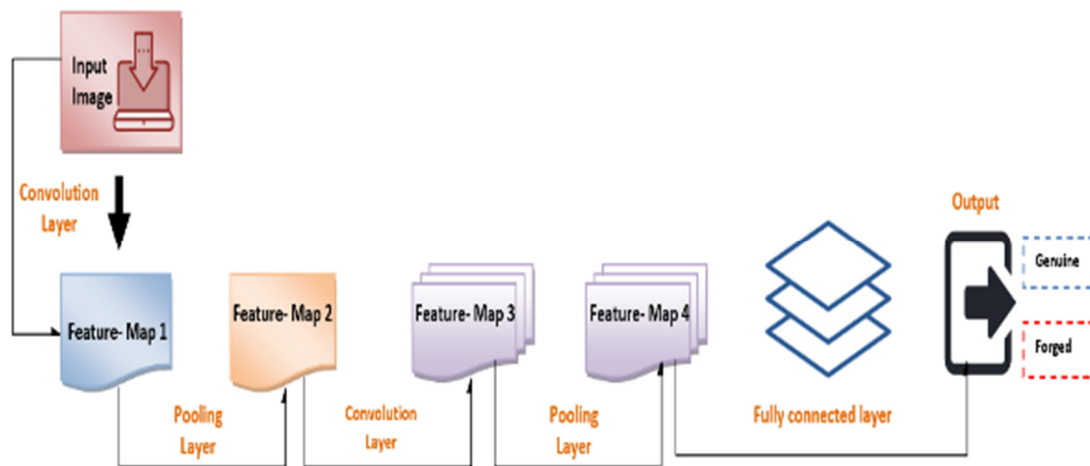 Input
Image
Convolution
Layer
Output
Genuine
Forged
Feature- Map 1
Feature- Map 2
Feature- Map 3
Feature- Map 4
Pooling
Layer
Convolution
Layer
Pooling
Layer
Fully connected layer